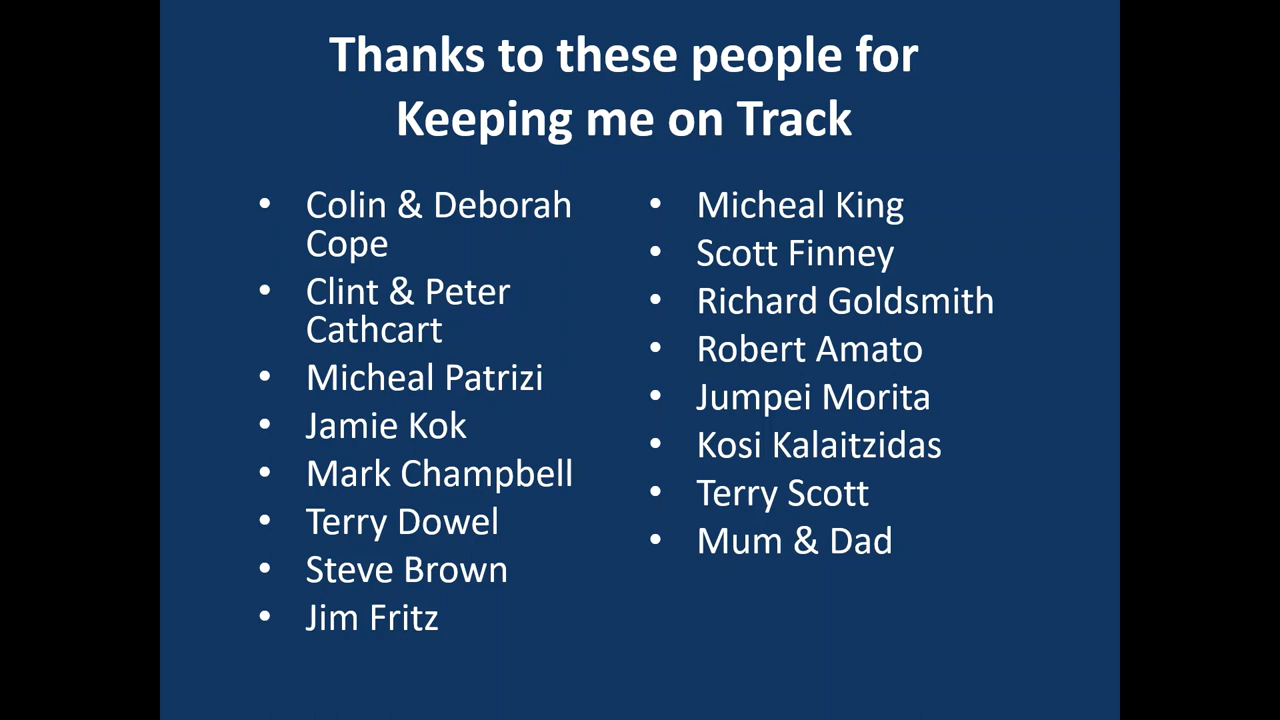 Thanks to these people for
Keeping me on Track
• Colin & Deborah
Cope
• Clint & Peter
Cathcart
• Micheal Patrizi
• Jamie Kok
• Mark Champbell
• Terry Dowel
• Steve Brown
• Jim Fritz
• Micheal King
• Scott Finney
• Richard Goldsmith
• Robert Amato
• Jumpei Morita
• Kosi Kalaitzidas
• Terry Scott
• Mum & Dad